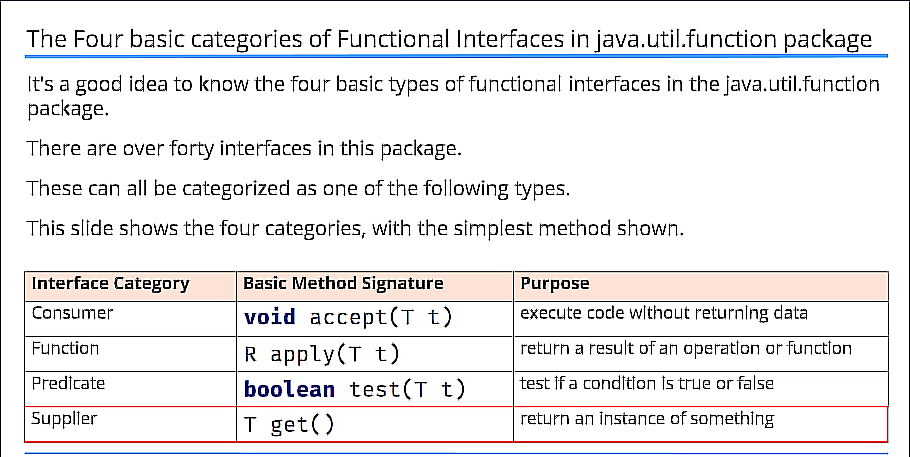 The Four basic categories of Functional Interfaces in java.util.function package
It's a good idea to know the four basic types of functional interfaces in the java.util.function
package.
There are over forty interfaces in this package.
These can all be categorized as one of the following types.
This slide shows the four categories, with the simplest method shown.
Interface Category Basic Method Signature Purpose
Consumer void accept(T t) execute code without returning data
Function R apply(T t) return a result of an operation or function
Predicate boolean test(T t) test if a condition is true or false
Supplier T get() return an instance of something